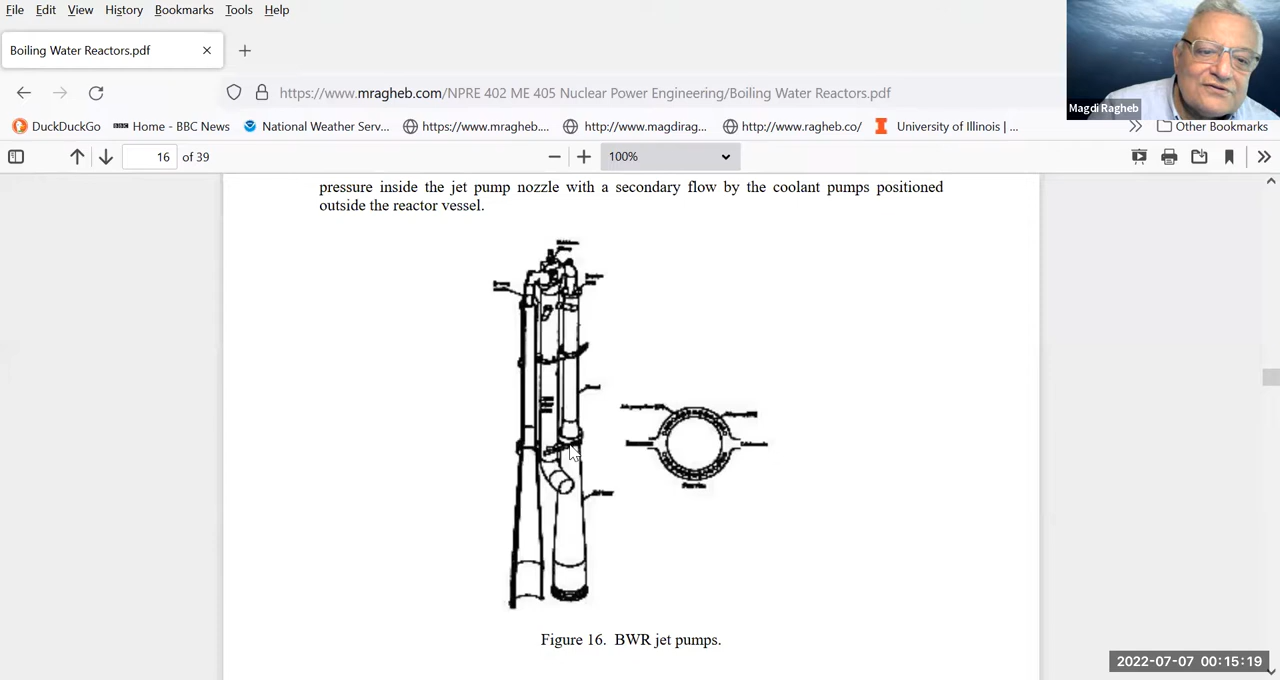 File Edit View History Bookmarks Tools Help
Boiling Water Reactors.pdf
https://www.mragheb.com/NPRE 402 ME 405 Nuclear Power Engineering/Boiling Water Reactors.pdf
Magdi Ragheb
DuckDuckGo BBC Home - BBC News National Weather Serv... https://www.mragheb.... http://www.magdirag... http://www.ragheb.co/ I University of Illinois | ... Other Bookmarks
16 of 39 100%
pressure inside the jet pump nozzle with a secondary flow by the coolant pumps positioned
outside the reactor vessel.
Figure 16. BWR jet pumps.
2022-07-07 00:15:19